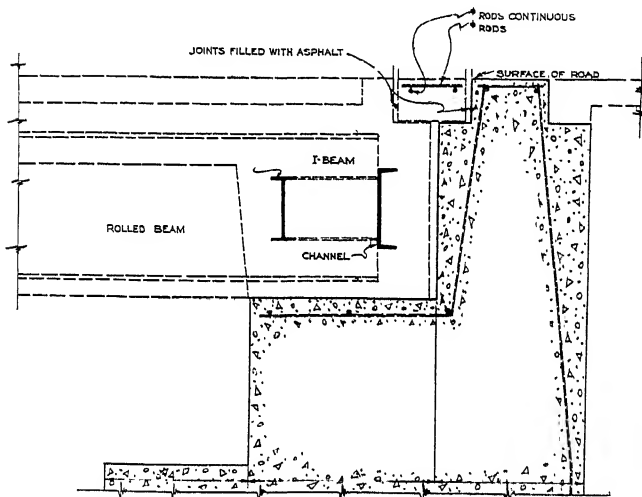 RODS CONTINUOUS
RODS
JOINTS FILLED WITH ASPHALT
SURFACE OF ROAD
I-BEAM
ROLLED BEAM
CHANNEL